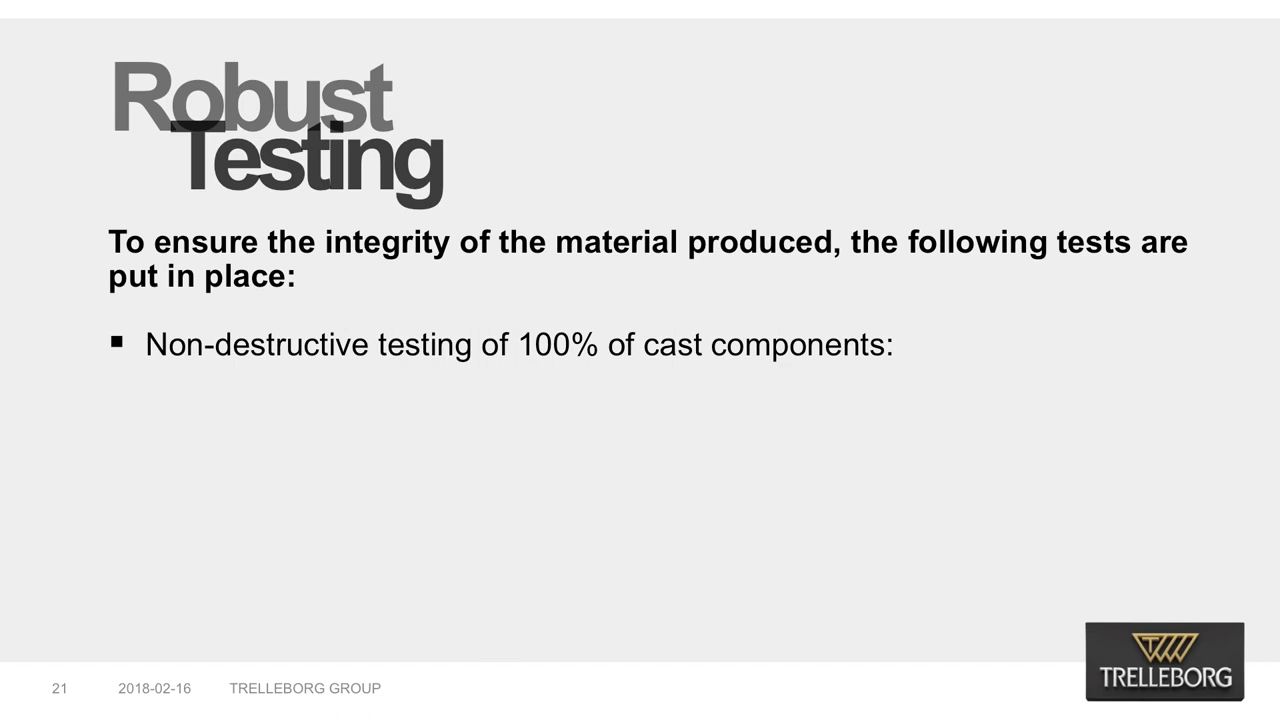 Robust
Testing
To ensure the integrity of the material produced, the following tests are
put in place:
▪ Non-destructive testing of 100% of cast components:
21 2018-02-16 TRELLEBORG GROUP
TRELLEBORG